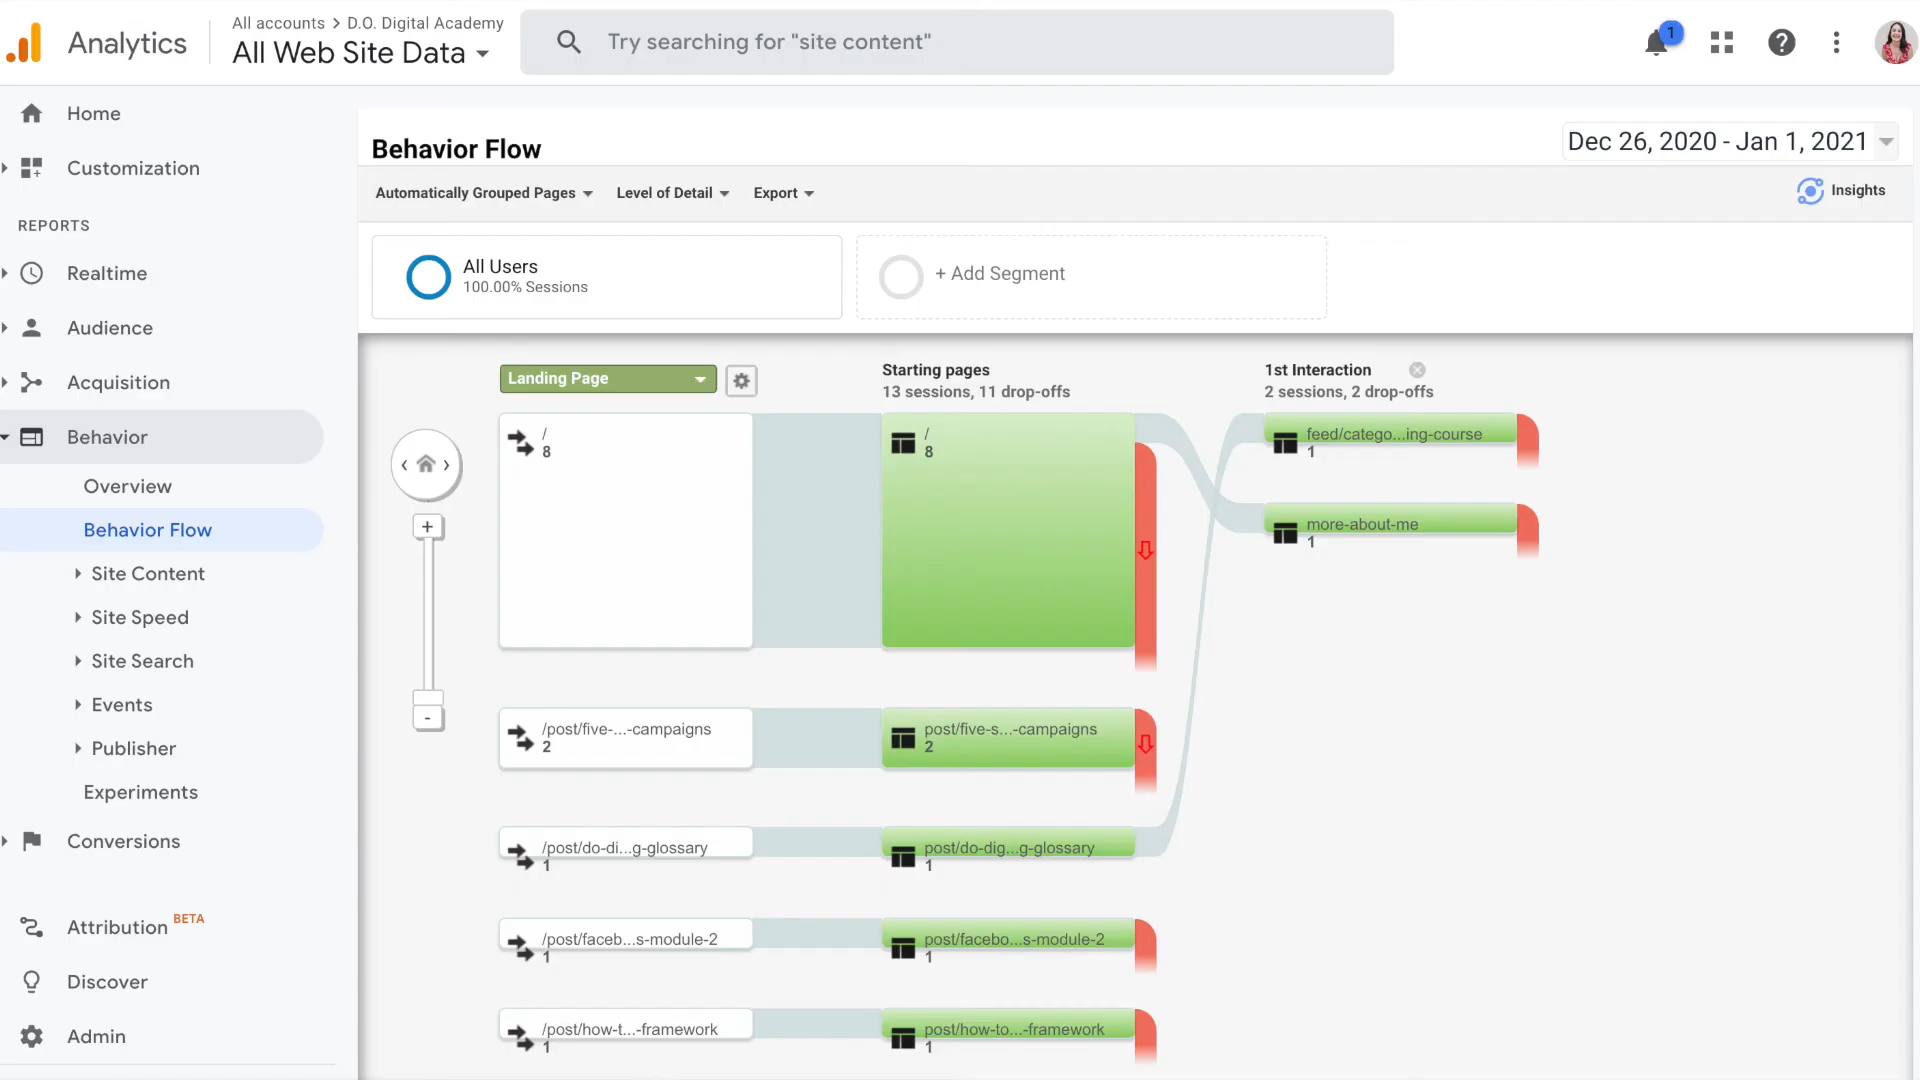 Analytics
All accounts > D.O. Digital Academy
All Web Site Data
Try searching for "site content"
1
Home
Customization
REPORTS
Realtime
Audience
Acquisition
Behavior
Overview
Behavior Flow
Site Content
Site Speed
Site Search
Events
Publisher
Experiments
Conversions
Attribution BETA
Discover
Admin
Behavior Flow
Dec 26, 2020 - Jan 1, 2021
Automatically Grouped Pages
Level of Detail
Export
Insights
All Users
100.00% Sessions
+ Add Segment
Landing Page
Starting pages
13 sessions, 11 drop-offs
1st Interaction
2 sessions, 2 drop-offs
+
-
/
8
/post/five-...-campaigns
2
/post/do-di...g-glossary
1
/post/faceb...s-module-2
1
/post/how-t...-framework
1
/
8
post/five-s...-campaigns
2
post/do-dig...g-glossary
1
post/facebo...s-module-2
1
post/how-to...-framework
1
feed/catego...ing-course
1
more-about-me
1